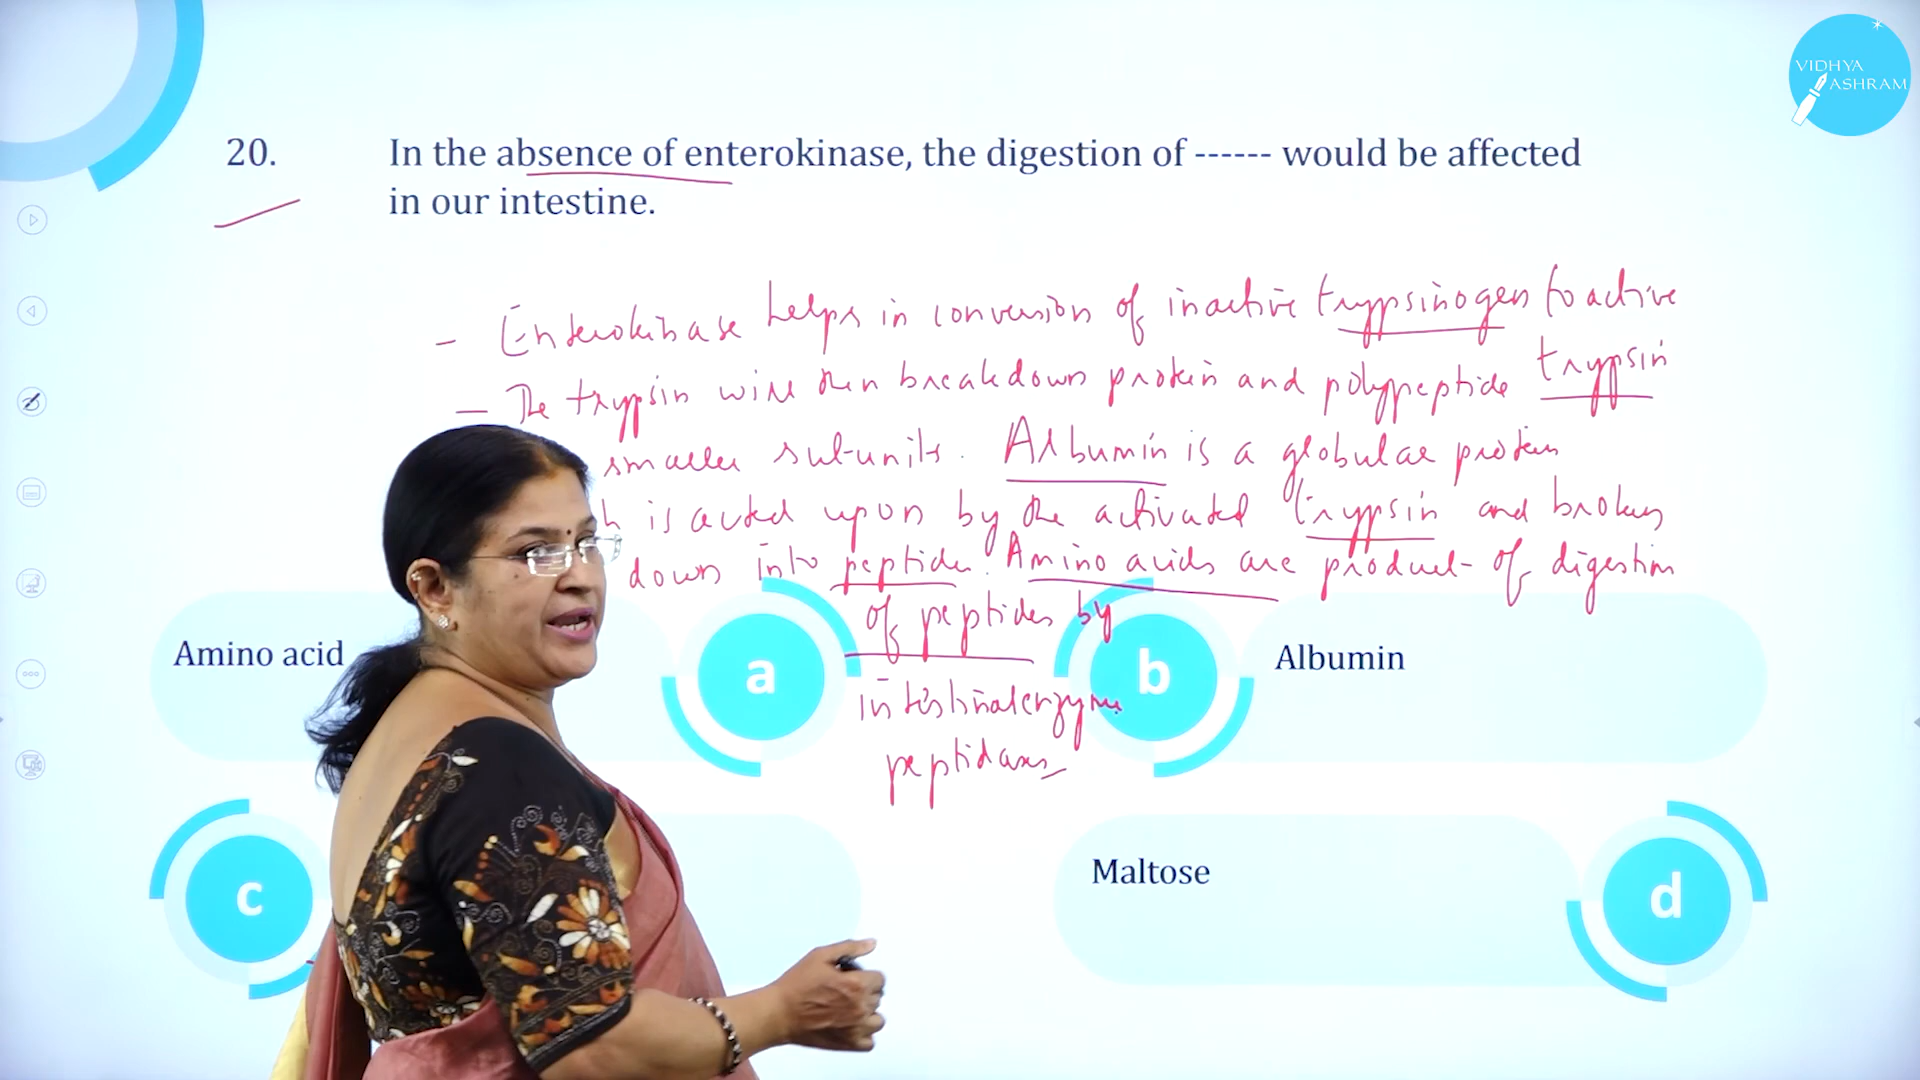 VIDHYA
ASHRAM
20. In the absence of enterokinase, the digestion of ------ would be affected
in our intestine.
- Enterokinase helps in conversion of inactive trypsinogen to active
trypsin
- The trypsin will then breakdown protein and polypeptide
smaller subunits. Albumin is a globular protein
h is acted upon by the activated trypsin and broken
down into peptide. Amino acids are product of digestion
of peptides by
intestinal enzyme
peptidases
Amino acid
a
b
Albumin
c
Maltose
d